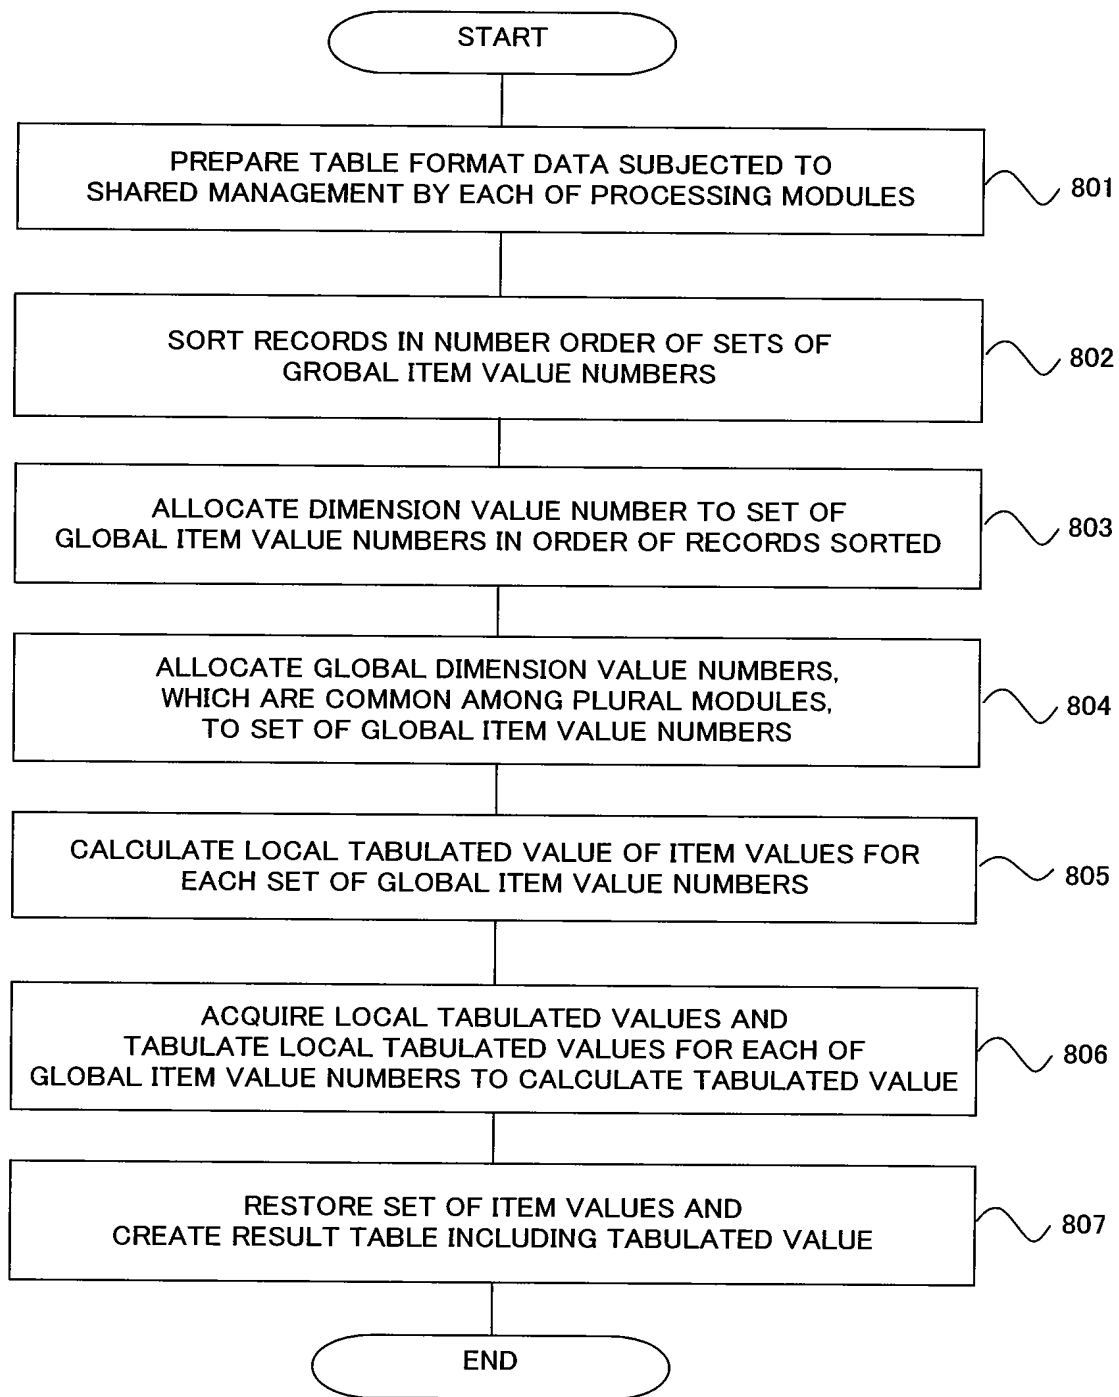 START
PREPARE TABLE FORMAT DATA SUBJECTED TO
SHARED MANAGEMENT BY EACH OF PROCESSING MODULES
801
SORT RECORDS IN NUMBER ORDER OF SETS OF
GROBAL ITEM VALUE NUMBERS
802
ALLOCATE DIMENSION VALUE NUMBER TO SET OF
GLOBAL ITEM VALUE NUMBERS IN ORDER OF RECORDS SORTED
803
ALLOCATE GLOBAL DIMENSION VALUE NUMBERS,
WHICH ARE COMMON AMONG PLURAL MODULES,
TO SET OF GLOBAL ITEM VALUE NUMBERS
804
CALCULATE LOCAL TABULATED VALUE OF ITEM VALUES FOR
EACH SET OF GLOBAL ITEM VALUE NUMBERS
805
ACQUIRE LOCAL TABULATED VALUES AND
TABULATE LOCAL TABULATED VALUES FOR EACH OF
GLOBAL ITEM VALUE NUMBERS TO CALCULATE TABULATED VALUE
806
RESTORE SET OF ITEM VALUES AND
CREATE RESULT TABLE INCLUDING TABULATED VALUE
807
END